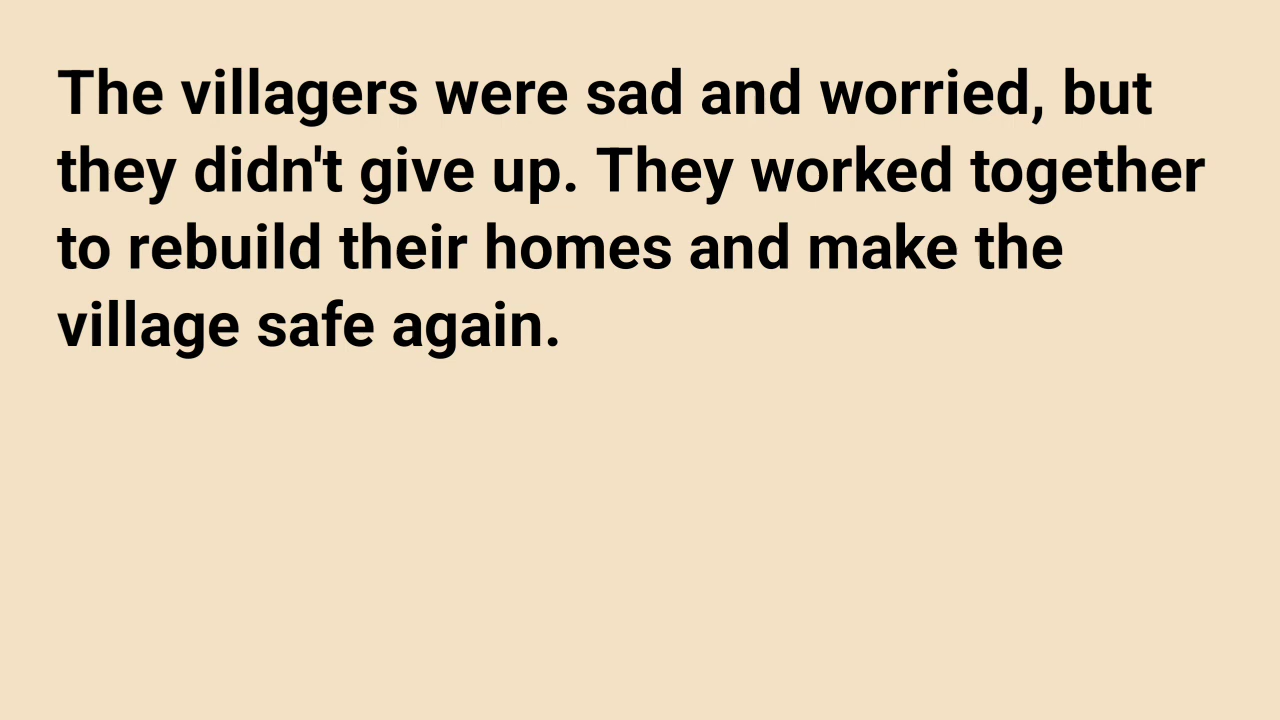 The villagers were sad and worried, but
they didn't give up. They worked together
to rebuild their homes and make the
village safe again.